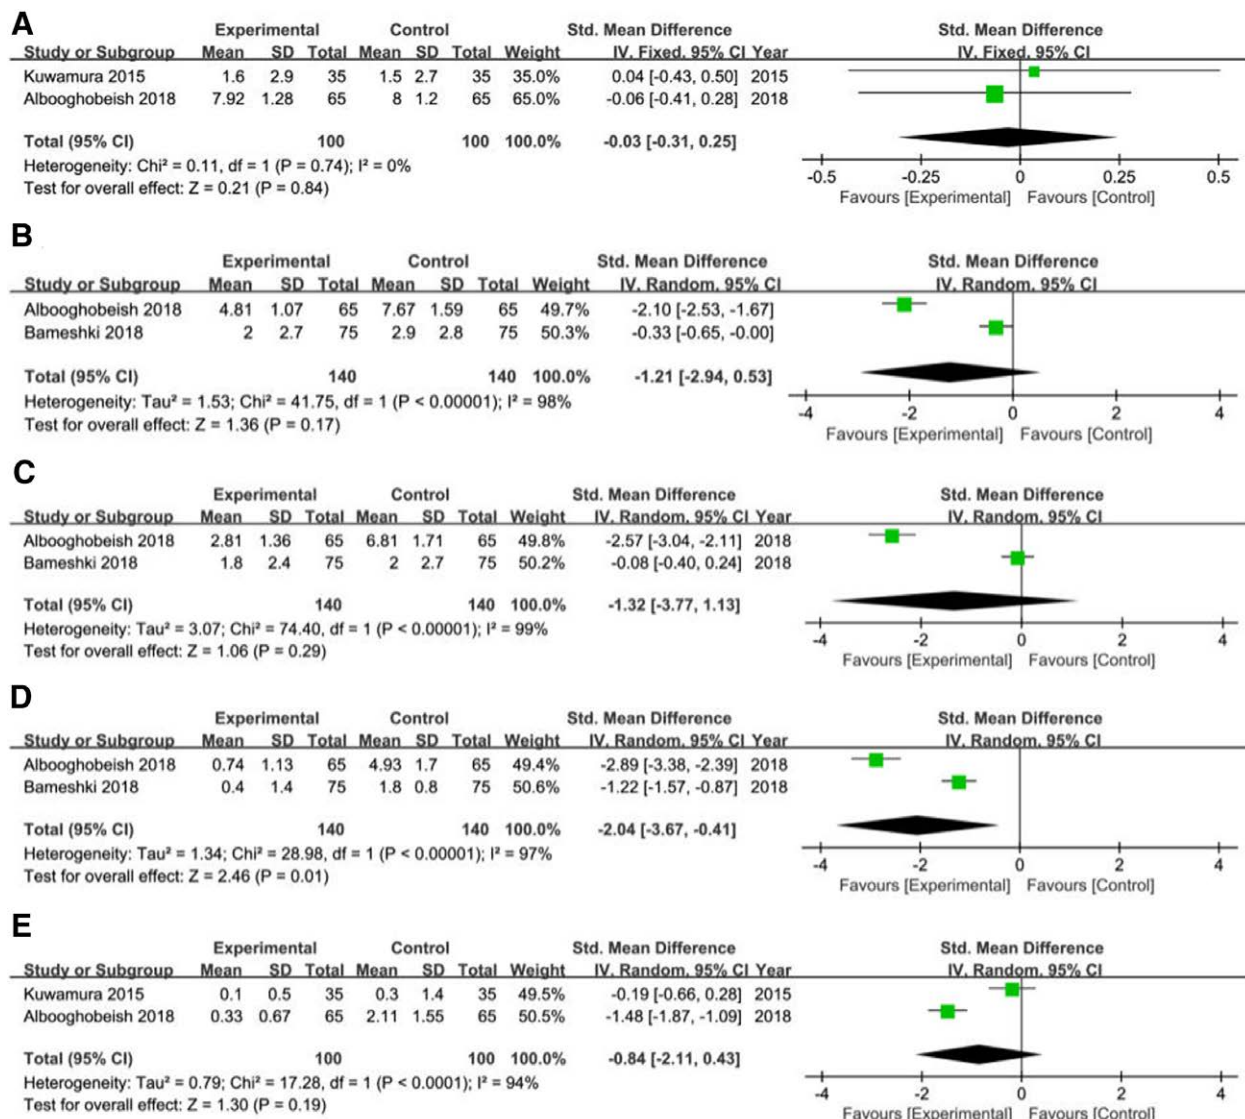 A
Experimental Control Std. Mean Difference Std. Mean Difference
Study or Subgroup Mean SD Total Mean SD Total Weight IV. Fixed. 95% CI Year IV. Fixed. 95% CI
Kuwamura 2015 1.6 2.9 35 1.5 2.7 35 35.0% 0.04 [-0.43, 0.50] 2015
Albooghobeish 2018 7.92 1.28 65 8 1.2 65 65.0% -0.06 [-0.41, 0.28] 2018
Total (95% CI) 100 100 100.0% -0.03 [-0.31, 0.25]
Heterogeneity: Chi² = 0.11, df = 1 (P = 0.74); I² = 0%
Test for overall effect: Z = 0.21 (P = 0.84)
-0.5 -0.25 0 0.25 0.5
Favours [Experimental] Favours [Control]
B
Experimental Control Std. Mean Difference Std. Mean Difference
Study or Subgroup Mean SD Total Mean SD Total Weight IV. Random. 95% CI IV. Random. 95% CI
Albooghobeish 2018 4.81 1.07 65 7.67 1.59 65 49.7% -2.10 [-2.53, -1.67]
Bameshki 2018 2 2.7 75 2.9 2.8 75 50.3% -0.33 [-0.65, -0.00]
Total (95% CI) 140 140 100.0% -1.21 [-2.94, 0.53]
Heterogeneity: Tau² = 1.53; Chi² = 41.75, df = 1 (P < 0.00001); I² = 98%
Test for overall effect: Z = 1.36 (P = 0.17)
-4 -2 0 2 4
Favours [Experimental] Favours [Control]
C
Experimental Control Std. Mean Difference Std. Mean Difference
Study or Subgroup Mean SD Total Mean SD Total Weight IV. Random. 95% CI Year IV. Random. 95% CI
Albooghobeish 2018 2.81 1.36 65 6.81 1.71 65 49.8% -2.57 [-3.04, -2.11] 2018
Bameshki 2018 1.8 2.4 75 2 2.7 75 50.2% -0.08 [-0.40, 0.24] 2018
Total (95% CI) 140 140 100.0% -1.32 [-3.77, 1.13]
Heterogeneity: Tau² = 3.07; Chi² = 74.40, df = 1 (P < 0.00001); I² = 99%
Test for overall effect: Z = 1.06 (P = 0.29)
-4 -2 0 2 4
Favours [Experimental] Favours [Control]
D
Experimental Control Std. Mean Difference Std. Mean Difference
Study or Subgroup Mean SD Total Mean SD Total Weight IV. Random. 95% CI Year IV. Random. 95% CI
Albooghobeish 2018 0.74 1.13 65 4.93 1.7 65 49.4% -2.89 [-3.38, -2.39] 2018
Bameshki 2018 0.4 1.4 75 1.8 0.8 75 50.6% -1.22 [-1.57, -0.87] 2018
Total (95% CI) 140 140 100.0% -2.04 [-3.67, -0.41]
Heterogeneity: Tau² = 1.34; Chi² = 28.98, df = 1 (P < 0.00001); I² = 97%
Test for overall effect: Z = 2.46 (P = 0.01)
-4 -2 0 2 4
Favours [Experimental] Favours [Control]
E
Experimental Control Std. Mean Difference Std. Mean Difference
Study or Subgroup Mean SD Total Mean SD Total Weight IV. Random. 95% CI Year IV. Random. 95% CI
Kuwamura 2015 0.1 0.5 35 0.3 1.4 35 49.5% -0.19 [-0.66, 0.28] 2015
Albooghobeish 2018 0.33 0.67 65 2.11 1.55 65 50.5% -1.48 [-1.87, -1.09] 2018
Total (95% CI) 100 100 100.0% -0.84 [-2.11, 0.43]
Heterogeneity: Tau² = 0.79; Chi² = 17.28, df = 1 (P < 0.0001); I² = 94%
Test for overall effect: Z = 1.30 (P = 0.19)
-4 -2 0 2 4
Favours [Experimental] Favours [Control]